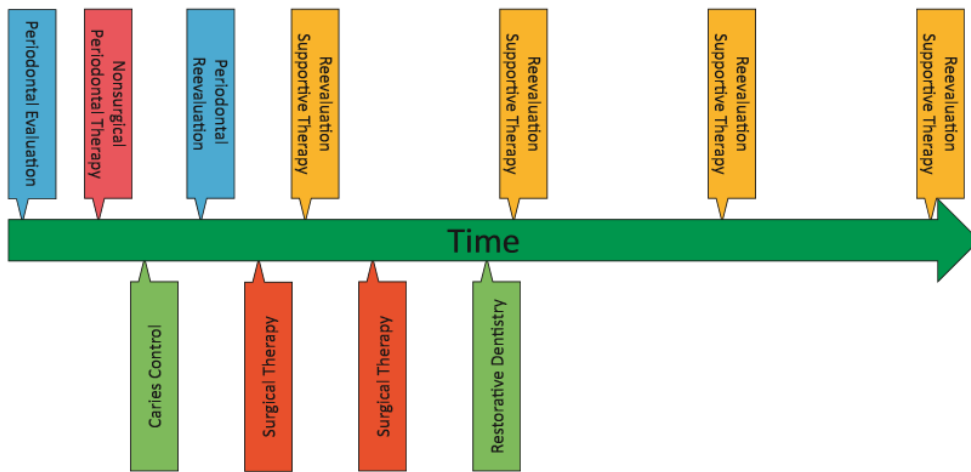 Periodontal Evaluation
Nonsurgical
Periodontal Therapy
Periodontal
Reevaluation
Reevaluation
Supportive Therapy
Reevaluation
Supportive Therapy
Reevaluation
Supportive Therapy
Reevaluation
Supportive Therapy
Time
Caries Control
Surgical Therapy
Surgical Therapy
Restorative Dentistry